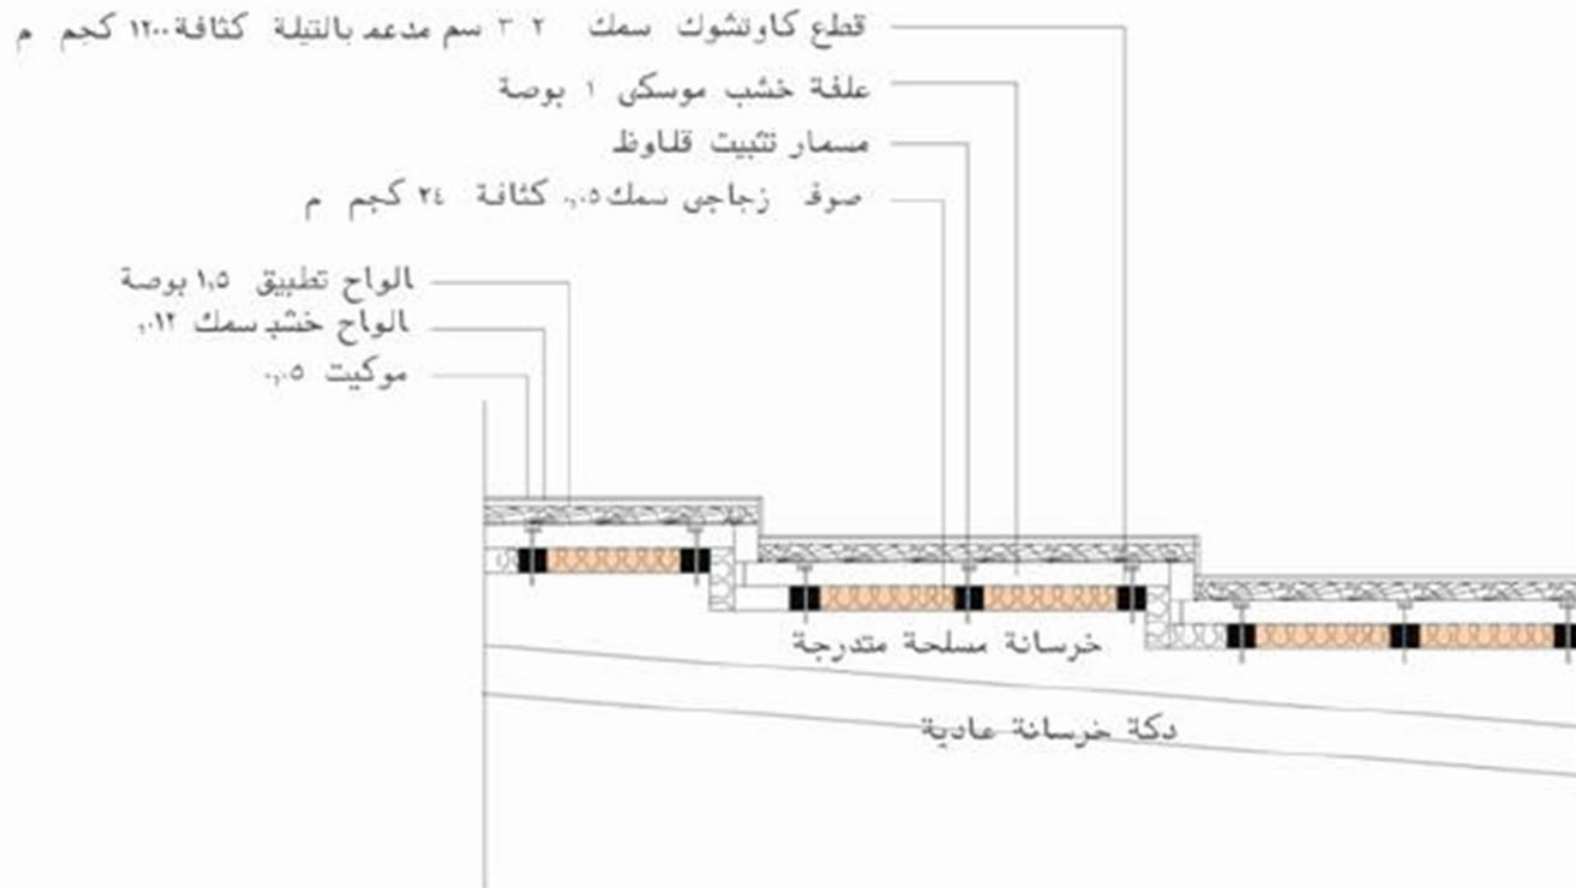 قطع كاوتشوك سمك ٢ ٣ سم مدعم بالتيلة كثافة ١٢٠٠ كجم م
علفة خشب موسكى ١ بوصة
مسمار تثبيت قلاوظ
صوف زجاجى سمك ٠,٠٥ كثافة ٢٤ كجم م
الواح تطبيق ١,٥ بوصة
الواح خشب سمك ٠,١٢
موكيت ٠,٠٥
خرسانة مسلحة متدرجة
دكة خرسانة عادية